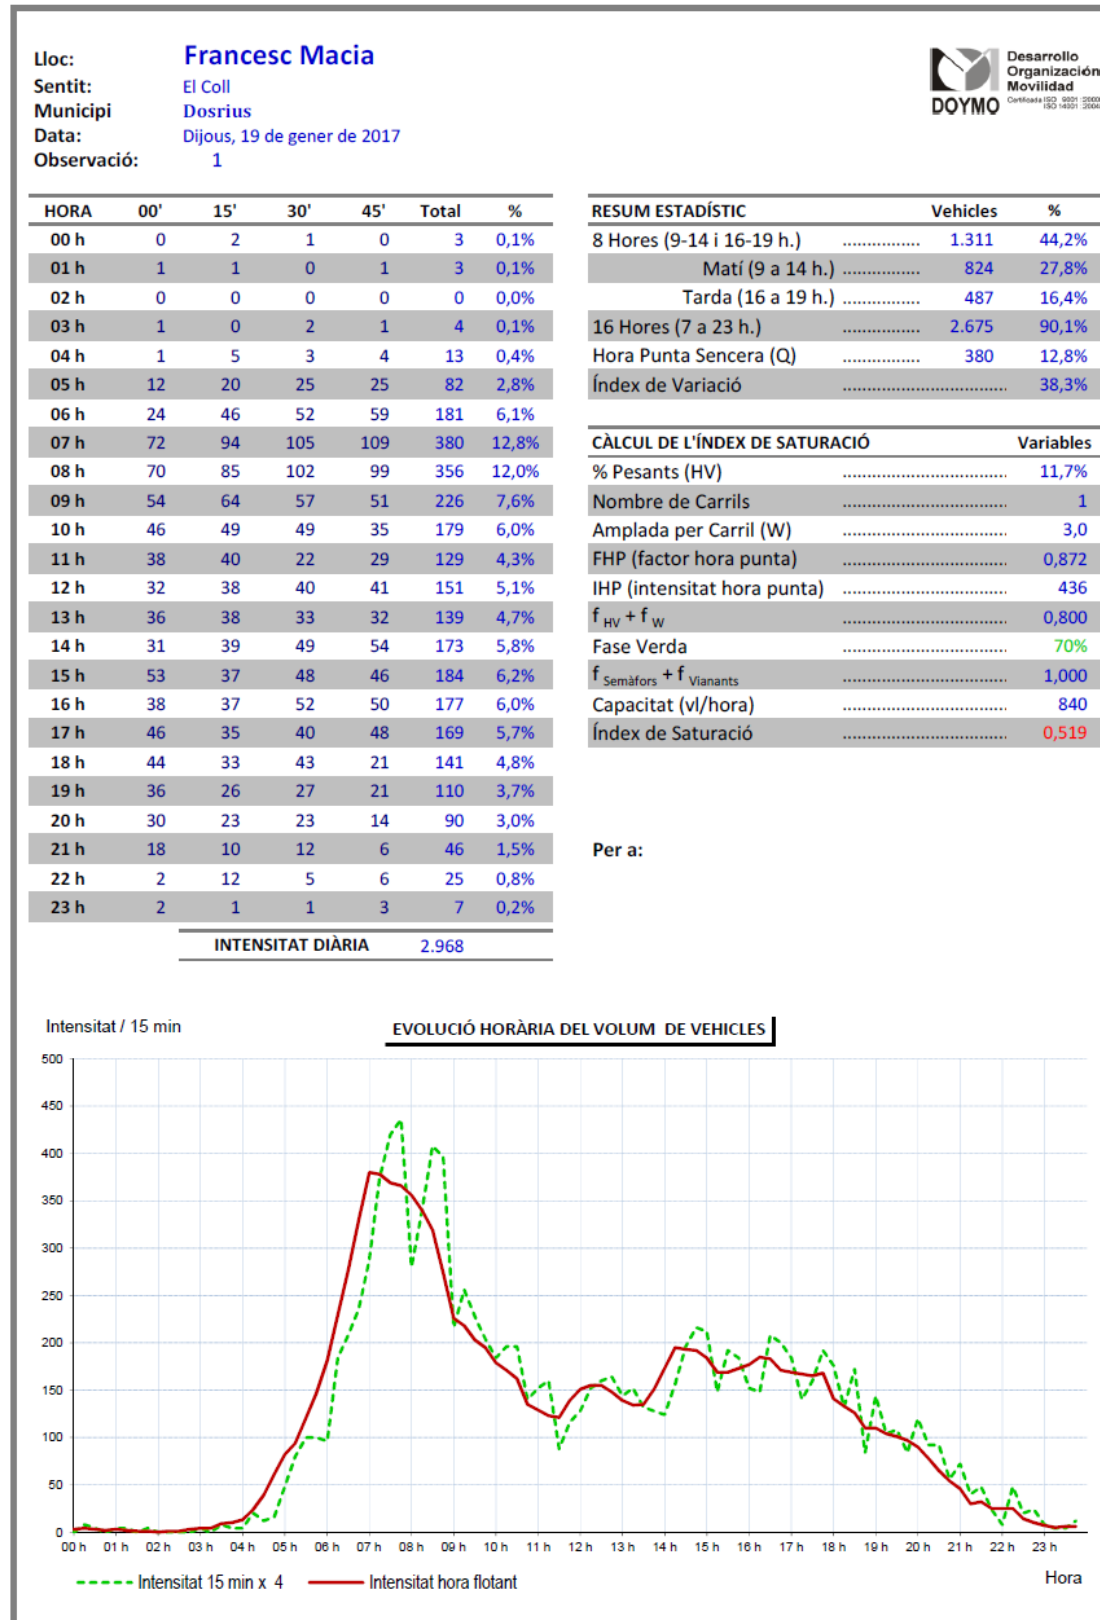 Lloc: Francesc Macia
Sentit: El Coll
Municipi Dosrius
Data: Dijous, 19 de gener de 2017
Observació: 1
DOYMO
Desarrollo
Organización
Movilidad
HORA 00' 15' 30' 45' Total %
00 h 0 2 1 0 3 0,1%
01 h 1 1 0 1 3 0,1%
02 h 0 0 0 0 0 0,0%
03 h 1 0 2 1 4 0,1%
04 h 1 5 3 4 13 0,4%
05 h 12 20 25 25 82 2,8%
06 h 24 46 52 59 181 6,1%
07 h 72 94 105 109 380 12,8%
08 h 70 85 102 99 356 12,0%
09 h 54 64 57 51 226 7,6%
10 h 46 49 49 35 179 6,0%
11 h 38 40 22 29 129 4,3%
12 h 32 38 40 41 151 5,1%
13 h 36 38 33 32 139 4,7%
14 h 31 39 49 54 173 5,8%
15 h 53 37 48 46 184 6,2%
16 h 38 37 52 50 177 6,0%
17 h 46 35 40 48 169 5,7%
18 h 44 33 43 21 141 4,8%
19 h 36 26 27 21 110 3,7%
20 h 30 23 23 14 90 3,0%
21 h 18 10 12 6 46 1,5%
22 h 2 12 5 6 25 0,8%
23 h 2 1 1 3 7 0,2%
INTENSITAT DIÀRIA 2.968
RESUM ESTADÍSTIC Vehicles %
8 Hores (9-14 i 16-19 h.) ................ 1.311 44,2%
Matí (9 a 14 h.) ................ 824 27,8%
Tarda (16 a 19 h.) ................ 487 16,4%
16 Hores (7 a 23 h.) ................ 2.675 90,1%
Hora Punta Sencera (Q) ................ 380 12,8%
Índex de Variació ................................. 38,3%
CÀLCUL DE L'ÍNDEX DE SATURACIÓ Variables
% Pesants (HV) ................................. 11,7%
Nombre de Carrils ................................. 1
Amplada per Carril (W) ................................. 3,0
FHP (factor hora punta) ................................. 0,872
IHP (intensitat hora punta) ................................. 436
f HV + f W ................................. 0,800
Fase Verda ................................. 70%
f Semàfors + f Vianants ................................. 1,000
Capacitat (vl/hora) ................................. 840
Índex de Saturació ................................. 0,519
Per a:
Intensitat / 15 min
EVOLUCIÓ HORÀRIA DEL VOLUM DE VEHICLES
500
450
400
350
300
250
200
150
100
50
0
00 h 01 h 02 h 03 h 04 h 05 h 06 h 07 h 08 h 09 h 10 h 11 h 12 h 13 h 14 h 15 h 16 h 17 h 18 h 19 h 20 h 21 h 22 h 23 h
Hora
Intensitat 15 min x 4 Intensitat hora flotant